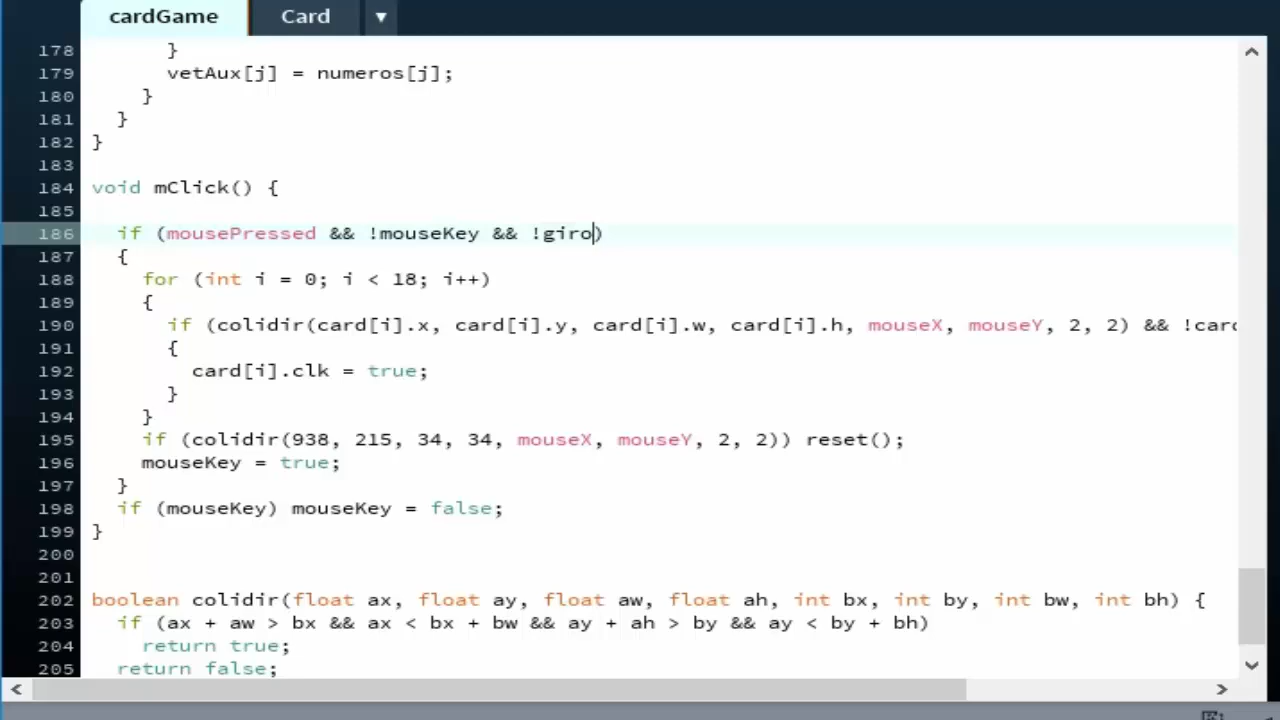 cardGame Card
178 }
179 vetAux[j] = numeros[j];
180 }
181 }
182 }
183
184 void mClick() {
185
186 if (mousePressed && !mouseKey && !giro)
187 {
188 for (int i = 0; i < 18; i++)
189 {
190 if (colidir(card[i].x, card[i].y, card[i].w, card[i].h, mouseX, mouseY, 2, 2) && !card
191 {
192 card[i].clk = true;
193 }
194 }
195 if (colidir(938, 215, 34, 34, mouseX, mouseY, 2, 2)) reset();
196 mouseKey = true;
197 }
198 if (mouseKey) mouseKey = false;
199 }
200
201
202 boolean colidir(float ax, float ay, float aw, float ah, int bx, int by, int bw, int bh) {
203 if (ax + aw > bx && ax < bx + bw && ay + ah > by && ay < by + bh)
204 return true;
205 return false;